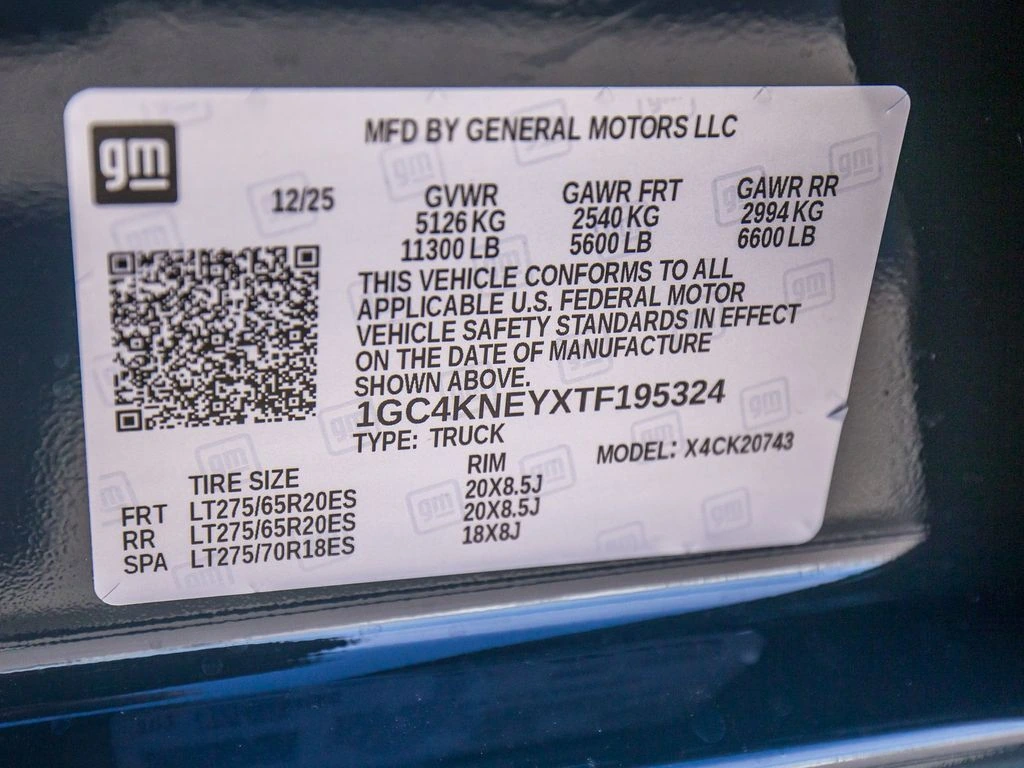 gm
MFD BY GENERAL MOTORS LLC
12/25 GVWR GAWR FRT GAWR RR
5126 KG 2540 KG 2994 KG
11300 LB 5600 LB 6600 LB
THIS VEHICLE CONFORMS TO ALL
APPLICABLE U.S. FEDERAL MOTOR
VEHICLE SAFETY STANDARDS IN EFFECT
ON THE DATE OF MANUFACTURE
SHOWN ABOVE.
1GC4KNEYXTF195324
TYPE: TRUCK MODEL: X4CK20743
TIRE SIZE RIM
FRT LT275/65R20ES 20X8.5J
RR LT275/65R20ES 20X8.5J
SPA LT275/70R18ES 18X8J